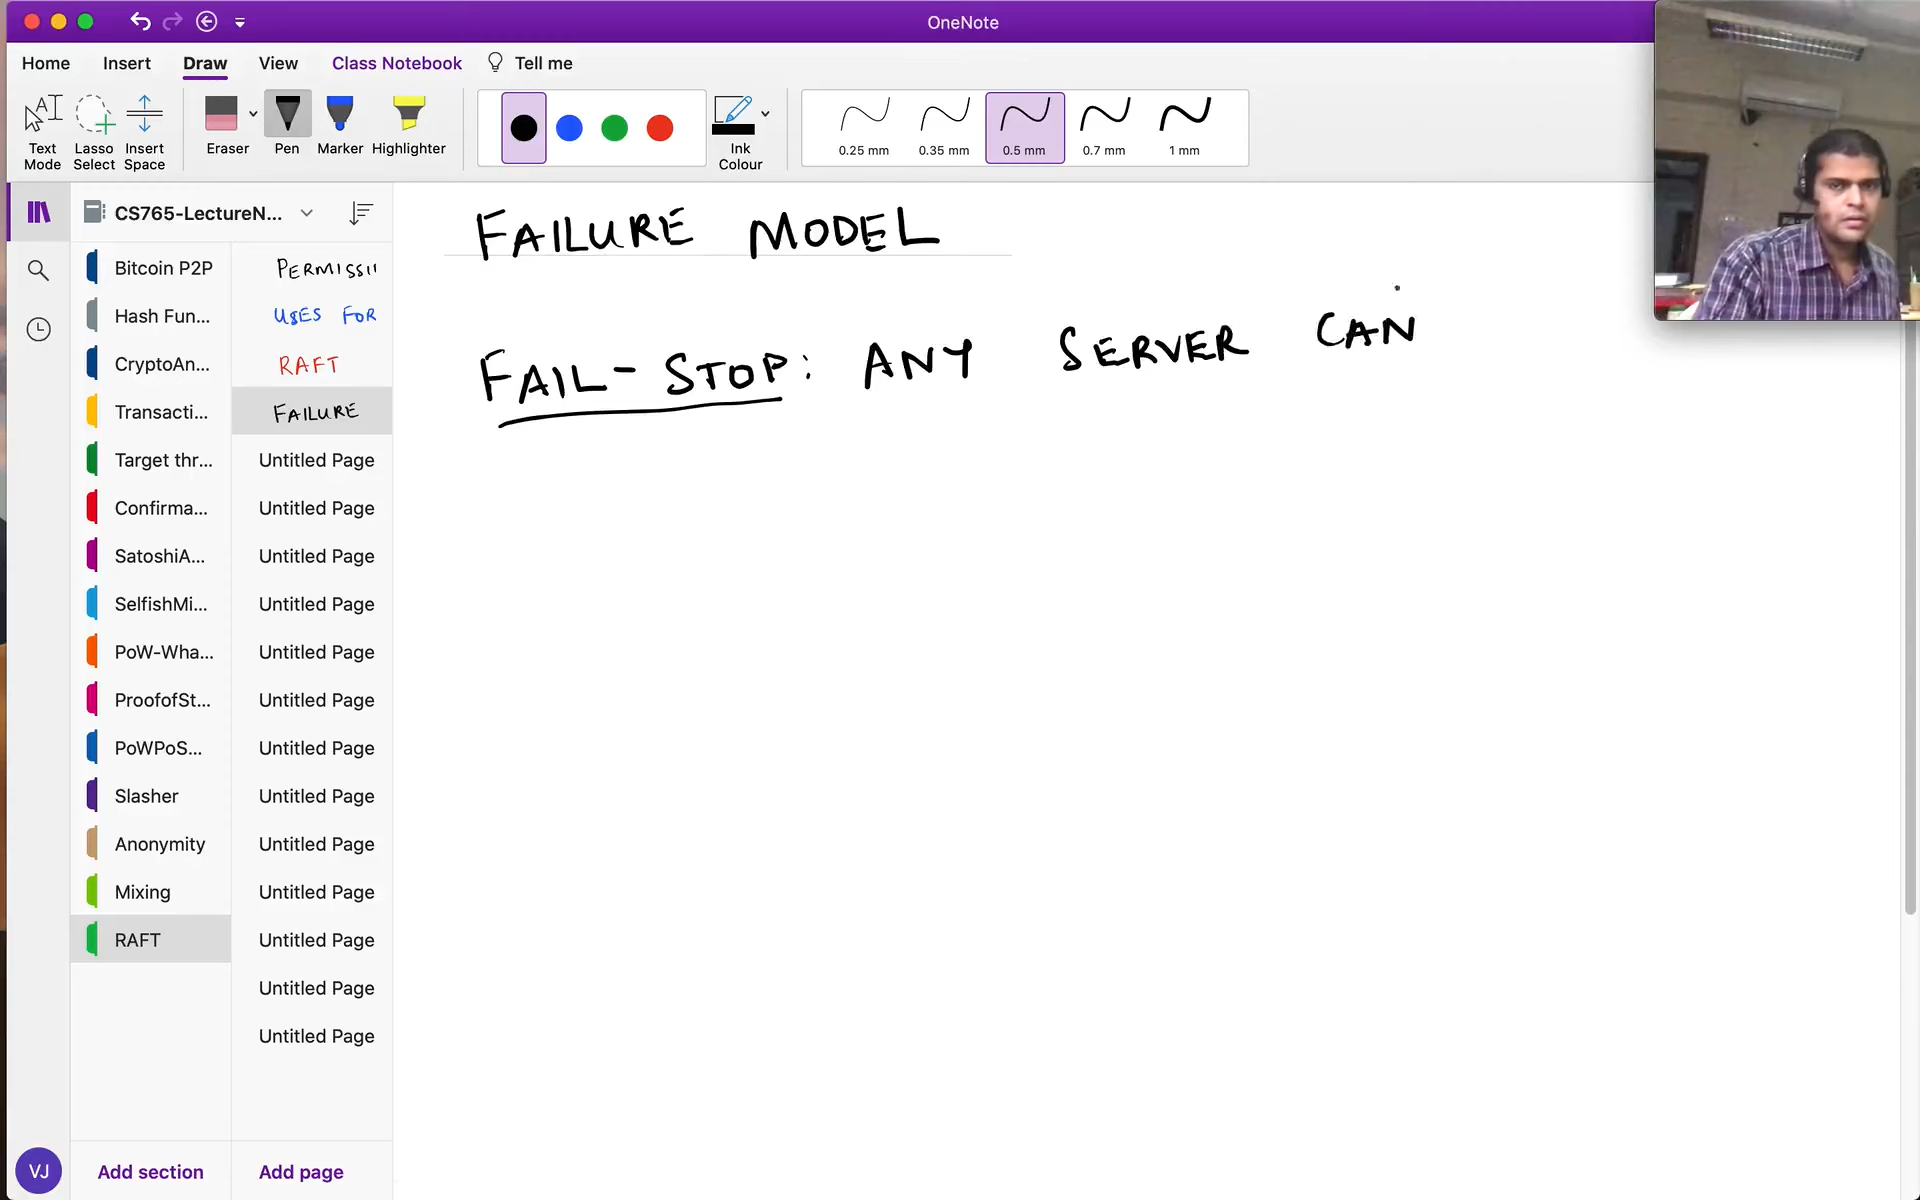 OneNote
Home Insert Draw View Class Notebook Tell me
Text Mode
Lasso Select
Insert Space
Eraser
Pen
Marker
Highlighter
Ink Colour
0.25 mm
0.35 mm
0.5 mm
0.7 mm
1 mm
CS765-LectureN...
Bitcoin P2P
Hash Fun...
CryptoAn...
Transacti...
Target thr...
Confirma...
SatoshiA...
SelfishMi...
PoW-Wha...
ProofofSt...
PoWPoS...
Slasher
Anonymity
Mixing
RAFT
Add section
PERMISSI
USES FOR
RAFT
FAILURE
Untitled Page
Untitled Page
Untitled Page
Untitled Page
Untitled Page
Untitled Page
Untitled Page
Untitled Page
Untitled Page
Untitled Page
Untitled Page
Untitled Page
Untitled Page
Add page
VJ
FAILURE MODEL
FAIL-STOP: ANY SERVER CAN